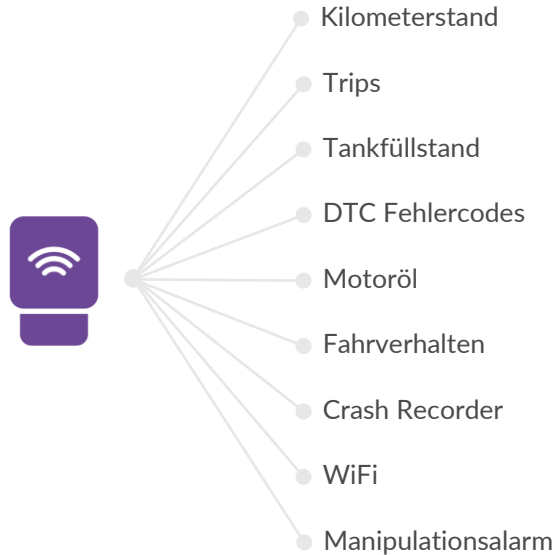 Kilometerstand
Trips
Tankfüllstand
DTC Fehlercodes
Motoröl
Fahrverhalten
Crash Recorder
WiFi
Manipulationsalarm